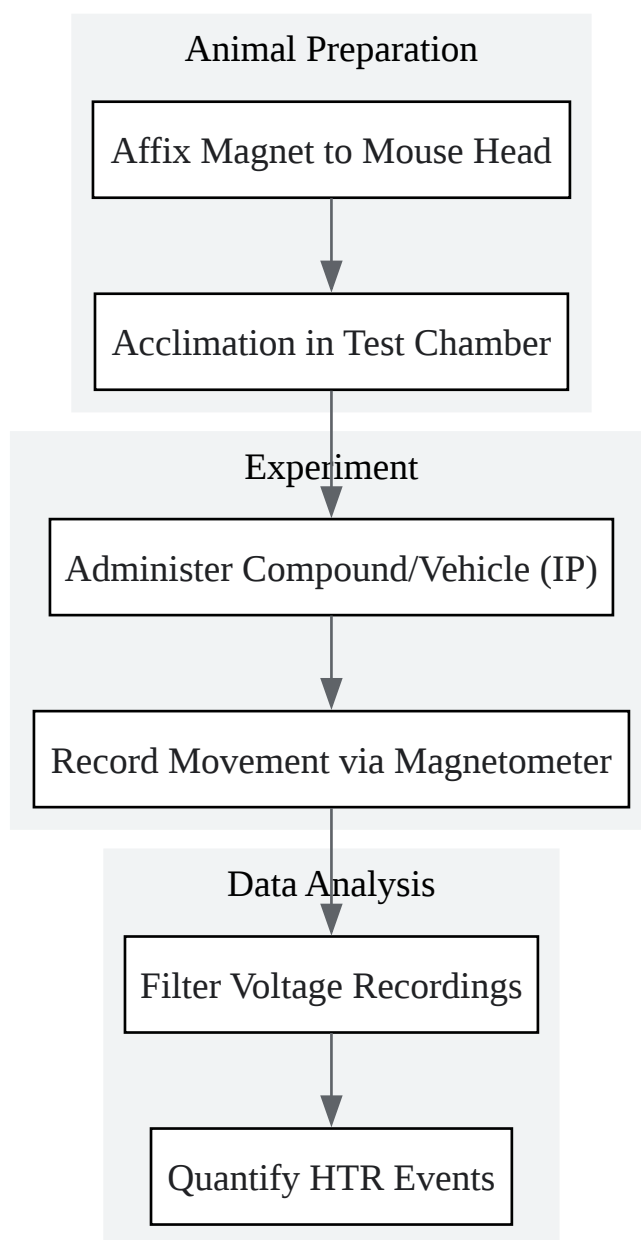 Animal Preparation
Affix Magnet to Mouse Head
Acclimation in Test Chamber
Experiment
Administer Compound/Vehicle (IP)
Record Movement via Magnetometer
Data Analysis
Filter Voltage Recordings
Quantify HTR Events